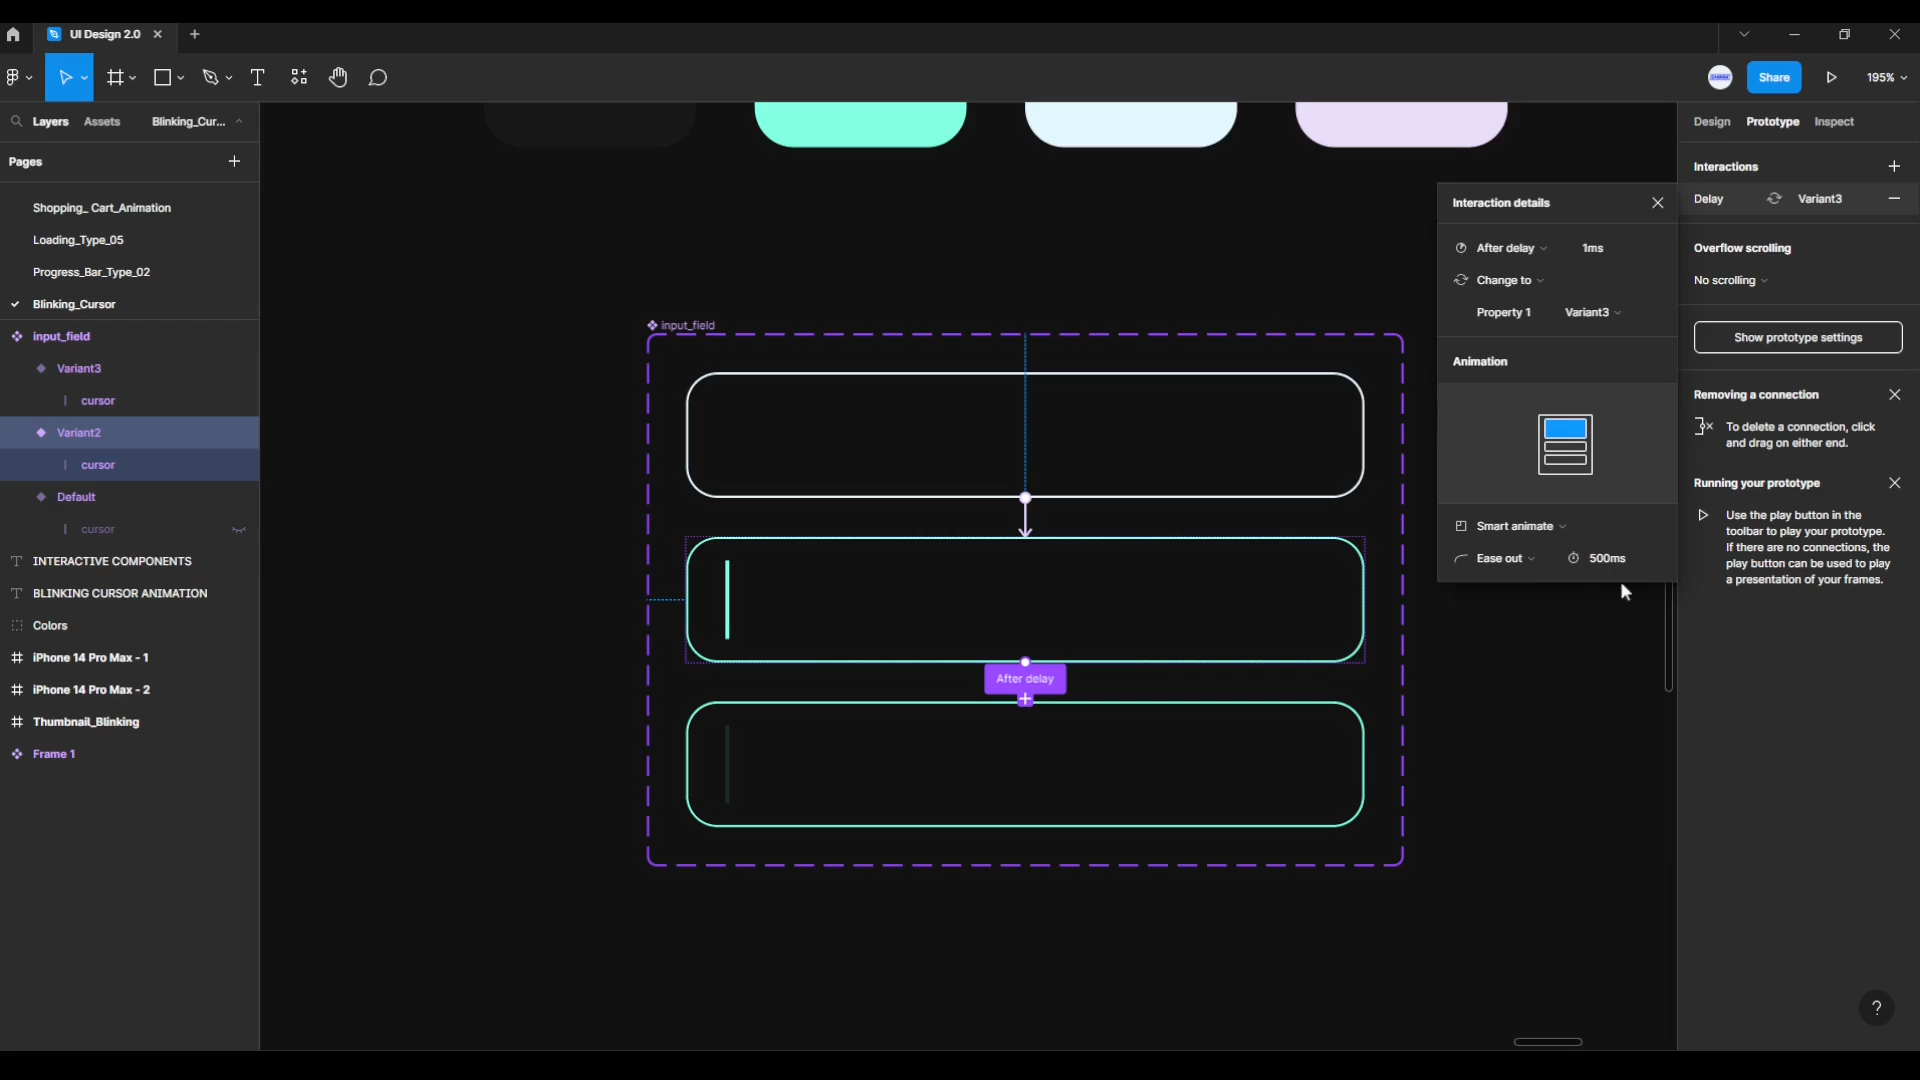 UI Design 2.0
Share
195%
Layers
Assets
Blinking_Cur...
Design
Prototype
Inspect
Pages
Shopping_ Cart_Animation
Loading_Type_05
Progress_Bar_Type_02
Blinking_Cursor
input_field
Variant3
cursor
Variant2
cursor
Default
cursor
INTERACTIVE COMPONENTS
BLINKING CURSOR ANIMATION
Colors
iPhone 14 Pro Max - 1
iPhone 14 Pro Max - 2
Thumbnail_Blinking
Frame 1
input_field
After delay
Interaction details
After delay
1ms
Change to
Property 1
Variant3
Animation
Smart animate
Ease out
500ms
Interactions
Delay
Variant3
Overflow scrolling
No scrolling
Show prototype settings
Removing a connection
To delete a connection, click
and drag on either end.
Running your prototype
Use the play button in the
toolbar to play your prototype.
If there are no connections, the
play button can be used to play
a presentation of your frames.
?